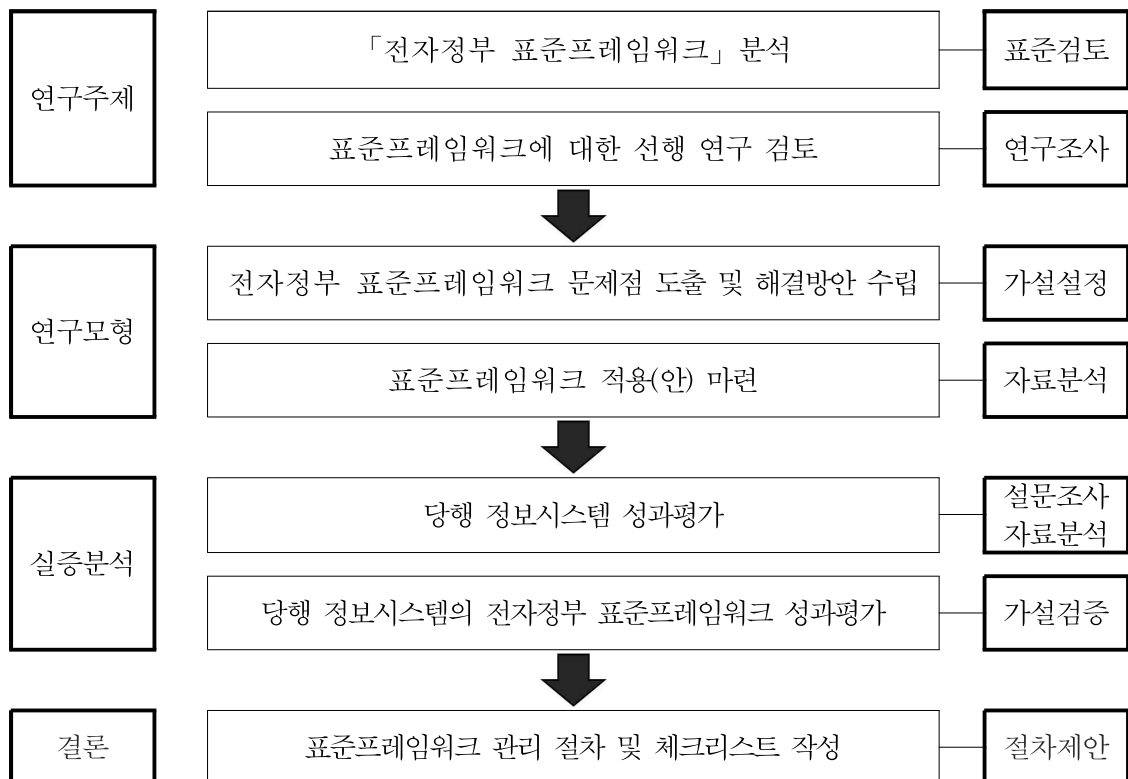 연구주제
「전자정부 표준프레임워크」분석
표준검토
표준프레임워크에 대한 선행 연구 검토
연구조사
연구모형
전자정부 표준프레임워크 문제점 도출 및 해결방안 수립
가설설정
표준프레임워크 적용(안) 마련
자료분석
실증분석
당행 정보시스템 성과평가
설문조사
자료분석
당행 정보시스템의 전자정부 표준프레임워크 성과평가
가설검증
결론
표준프레임워크 관리 절차 및 체크리스트 작성
절차제안